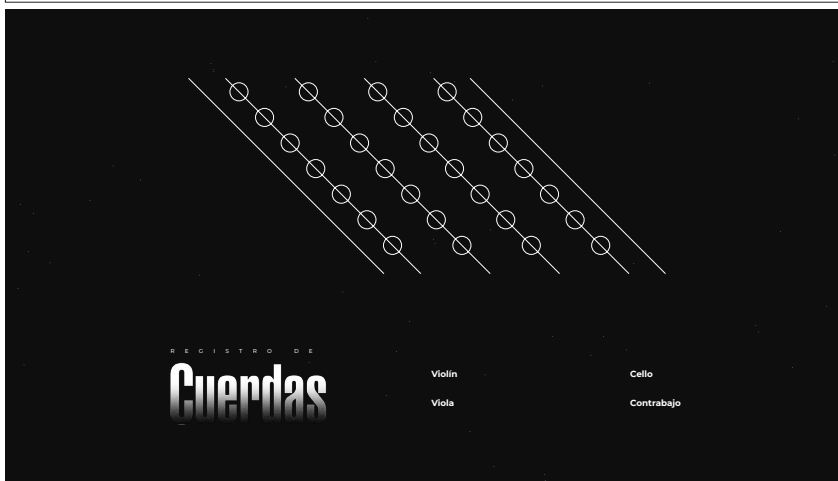 REGISTRO DE
Cuerdas
Violín
Viola
Cello
Contrabajo